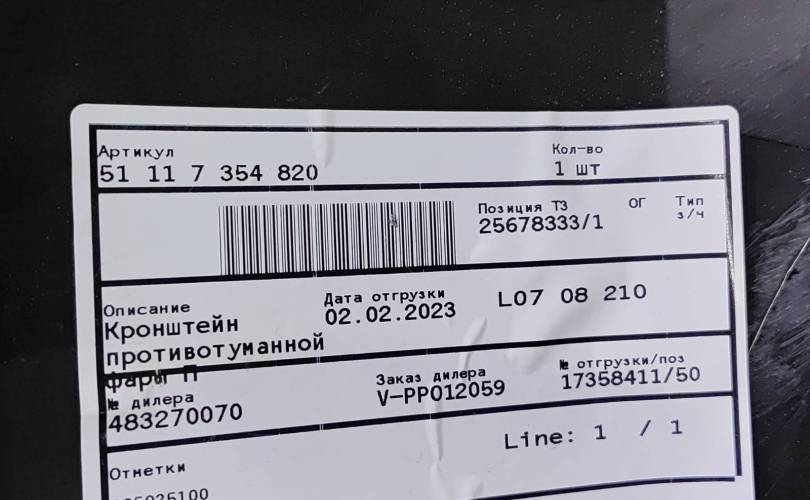 Артикул
Кол-во
51 11 7 354 820
1 шт
Позиция ТЗ
ОГ
Тип
з/ч
25678333/1
Описание
Дата отгрузки
L07 08 210
Кронштейн
02.02.2023
противотуманной
фары П
№ дилера
Заказ дилера
№ отгрузки/поз
483270070
V-PP012059
17358411/50
Отметки
Line: 1 / 1